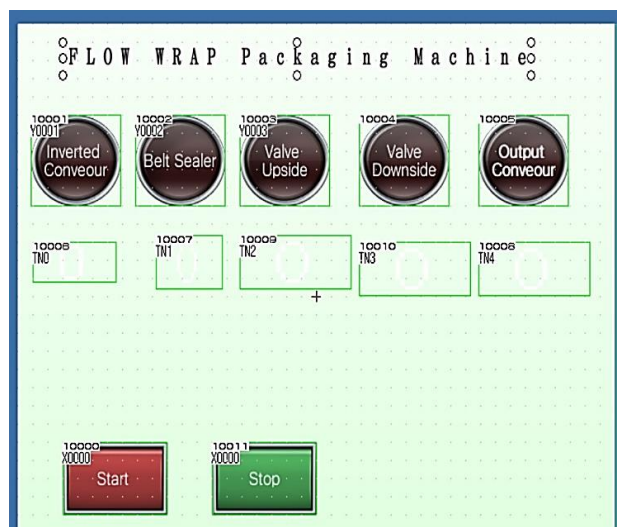 FLOW WRAP Packaging Machine
10001
Y0001
Inverted
Conveour
10002
Y0002
Belt Sealer
10003
Y0003
Valve
Upside
10004
Valve
Downside
10005
Output
Conveour
10006
TN0
10007
TN1
10009
TN2
0
10010
TN3
0
10008
TN4
0
10000
X0000
Start
10011
X0000
Stop